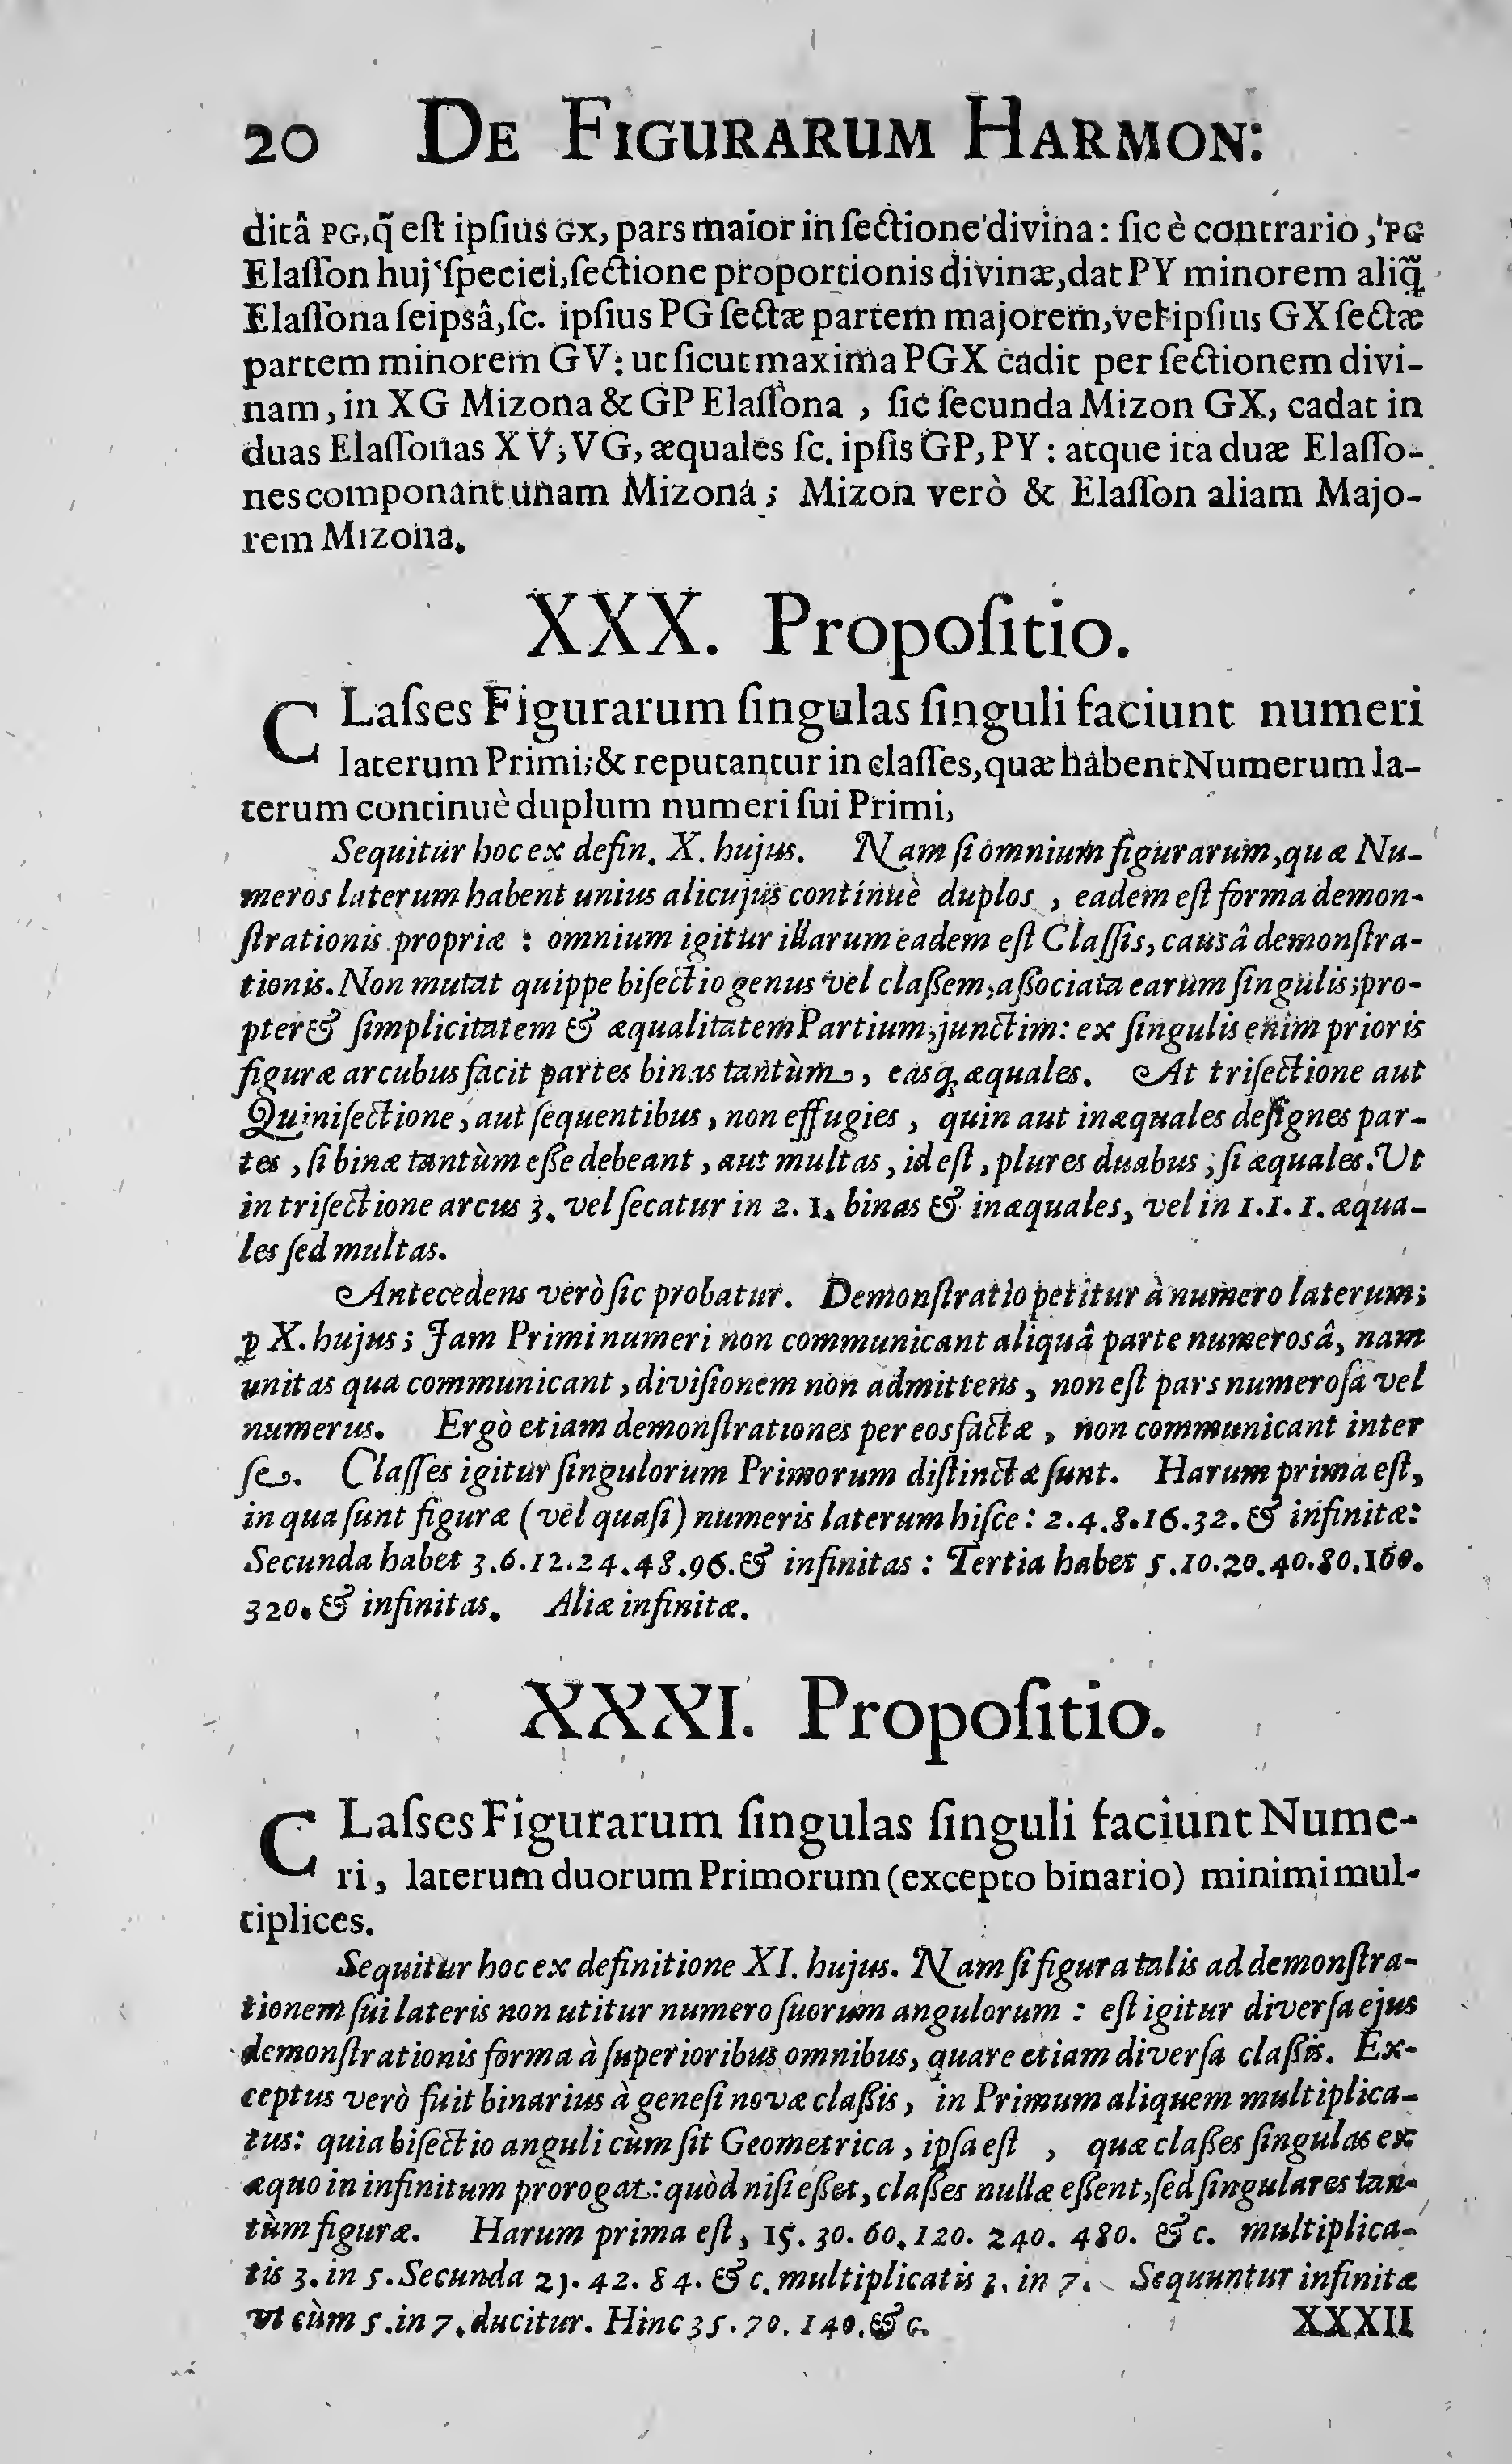 20 DE FIGURARUM HARMON:
ditâ PG, q̃ eſt ipſius GX, pars maior in ſectione divina: ſic è contrario, PG
Elaſſon huj' ſpeciei, ſectione proportionis divinæ, dat PY minorem aliq̃
Elaſſona ſeipsâ, ſc. ipſius PG ſectæ partem majorem, vel ipſius GX ſectæ
partem minorem GV: ut ſicut maxima PGX cadit per ſectionem divi-
nam, in XG Mizona & GP Elaſſona, ſic ſecunda Mizon GX, cadat in
duas Elaſſonas XV, VG, æquales ſc. ipſis GP, PY: atque ita duæ Elaſſo-
nes componant unam Mizoná; Mizon verò & Elaſſon aliam Majo-
rem Mizona.
XXX. Propoſitio.
CLaſses Figurarum ſingulas ſinguli faciunt numeri
laterum Primi; & reputantur in claſſes, quæ habent Numerum la-
terum continuè duplum numeri ſui Primi,
Sequitur hoc ex defin. X. hujus. Nam ſi omnium figurarum, quæ Nu-
meros laterum habent unius alicujus continuè duplos, eadem eſt forma demon-
ſtrationis propriæ: omnium igitur illarum eadem eſt Claſſis, causâ demonſtra-
tionis. Non mutat quippe biſectio genus vel claſsem, aſsociata earum ſingulis; pro-
pter & ſimplicitatem & æqualitatem Partium, junctim: ex ſingulis enim prioris
figuræ arcubus facit partes binas tantùm, easq; æquales. At triſectione aut
Quiniſectione, aut ſequentibus, non effugies, quin aut inæquales deſignes par-
tes, ſi binæ tantùm eſse debeant, aut multas, id eſt, plures duabus, ſi æquales. Ut
in triſectione arcus 3. vel ſecatur in 2. 1. binas & inæquales, vel in 1. 1. 1. æqua-
les ſed multas.
Antecedens verò ſic probatur. Demonſtratio petitur à numero laterum;
ꝑ X. hujus; Jam Primi numeri non communicant aliquâ parte numerosâ, nam
unitas qua communicant, diviſionem non admittens, non eſt pars numeroſa vel
numerus. Ergò etiam demonſtrationes per eos factæ, non communicant inter
ſe. Claſſes igitur ſingulorum Primorum diſtinctæ ſunt. Harum prima eſt,
in qua ſunt figuræ (vel quaſi) numeris laterum hiſce: 2. 4. 8. 16. 32. & infinitæ:
Secunda habet 3. 6. 12. 24. 48. 96. & infinitas: Tertia habet 5. 10. 20. 40. 80. 160.
320. & infinitas. Aliæ infinitæ.
XXXI. Propoſitio.
CLaſses Figurarum ſingulas ſinguli faciunt Nume-
ri, laterum duorum Primorum (excepto binario) minimi mul-
tiplices.
Sequitur hoc ex definitione XI. hujus. Nam ſi figura talis ad demonſtra-
tionem ſui lateris non utitur numero ſuorum angulorum: eſt igitur diverſa ejus
demonſtrationis forma à ſuperioribus omnibus, quare etiam diverſa claſsis. Ex-
ceptus verò fuit binarius à geneſi novæ claſsis, in Primum aliquem multiplica-
tus: quia biſectio anguli cùm ſit Geometrica, ipſa eſt, quæ claſses ſingulas ex
æquo in infinitum prorogat: quòd niſi eſset, claſses nullæ eſsent, ſed ſingulares tan-
tùm figuræ. Harum prima eſt, 15. 30. 60. 120. 240. 480. &c. multiplica-
tis 3. in 5. Secunda 21. 42. 84. &c. multiplicatis 3. in 7. Sequuntur infinitæ
ut cùm 5. in 7. ducitur. Hinc 35. 70. 140. &c.
XXXII